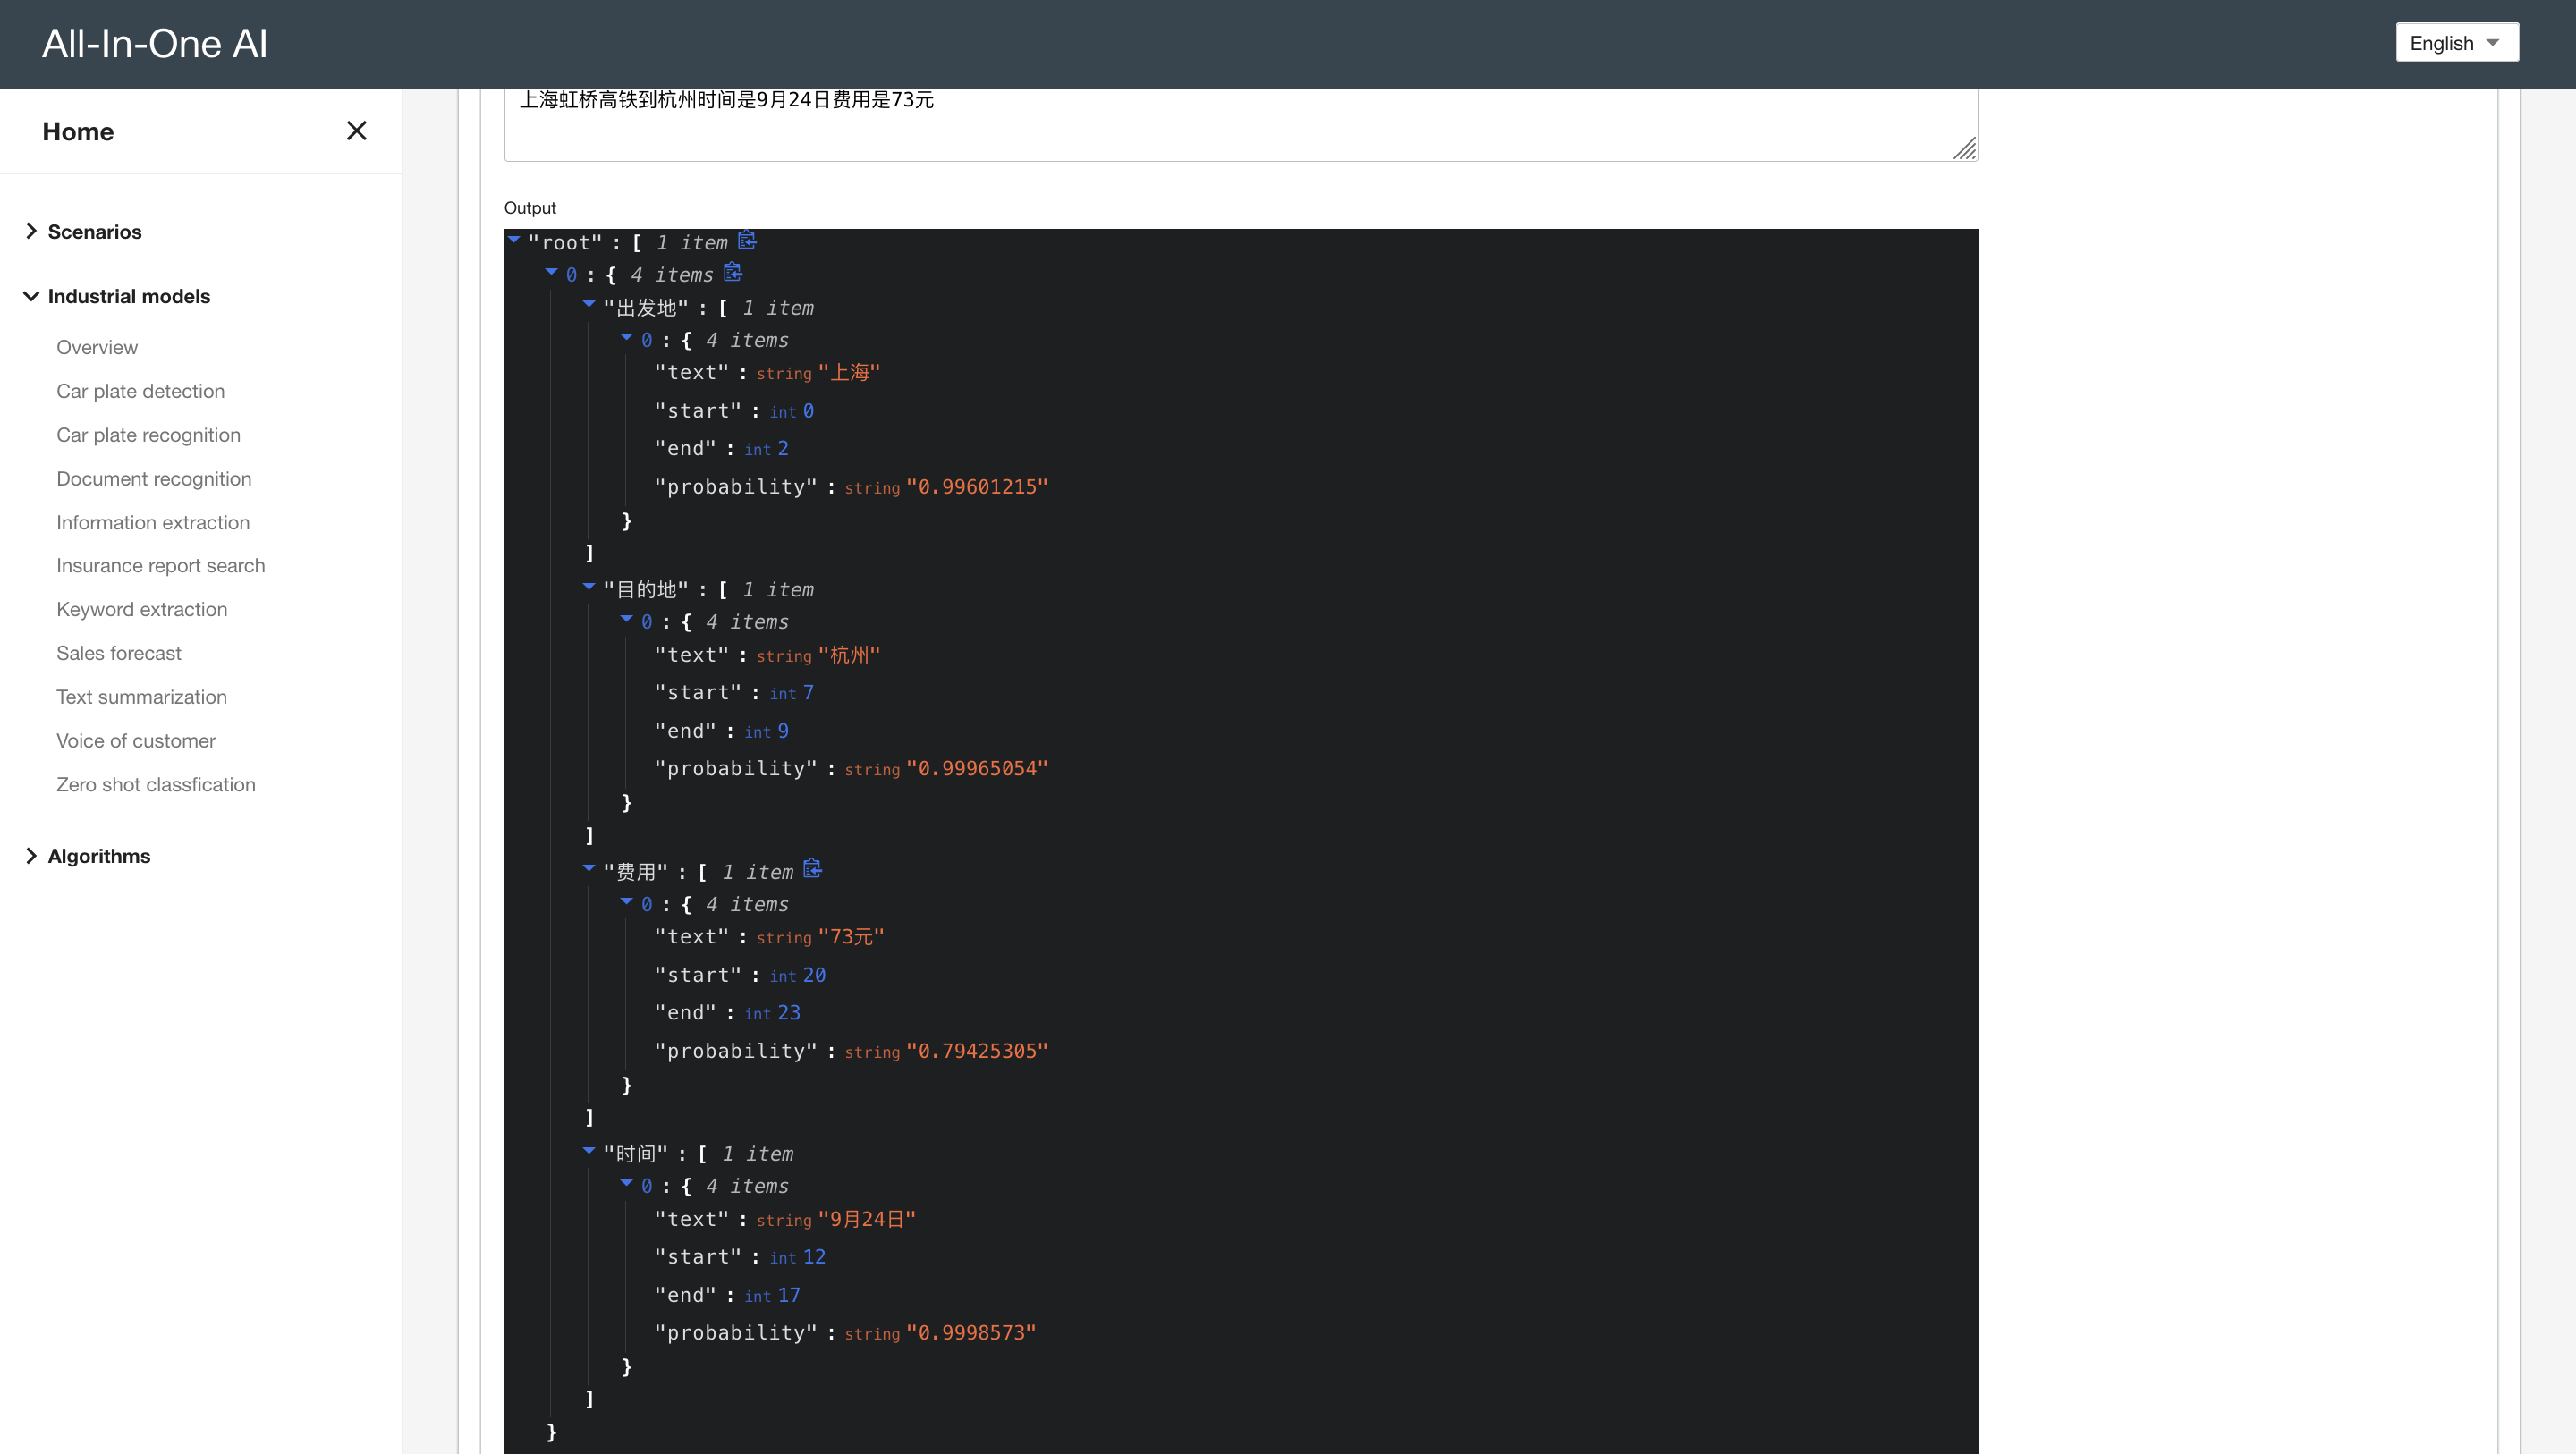 All-In-One AI
English
Home
Scenarios
Industrial models
Overview
Car plate detection
Car plate recognition
Document recognition
Information extraction
Insurance report search
Keyword extraction
Sales forecast
Text summarization
Voice of customer
Zero shot classfication
Algorithms
上海虹桥高铁到杭州时间是9月24日费用是73元
Output
"root" : [ 1 item
0 : { 4 items
"出发地" : [ 1 item
0 : { 4 items
"text" : string "上海"
"start" : int 0
"end" : int 2
"probability" : string "0.99601215"
}
]
"目的地" : [ 1 item
0 : { 4 items
"text" : string "杭州"
"start" : int 7
"end" : int 9
"probability" : string "0.99965054"
}
]
"费用" : [ 1 item
0 : { 4 items
"text" : string "73元"
"start" : int 20
"end" : int 23
"probability" : string "0.79425305"
}
]
"时间" : [ 1 item
0 : { 4 items
"text" : string "9月24日"
"start" : int 12
"end" : int 17
"probability" : string "0.9998573"
}
]
}